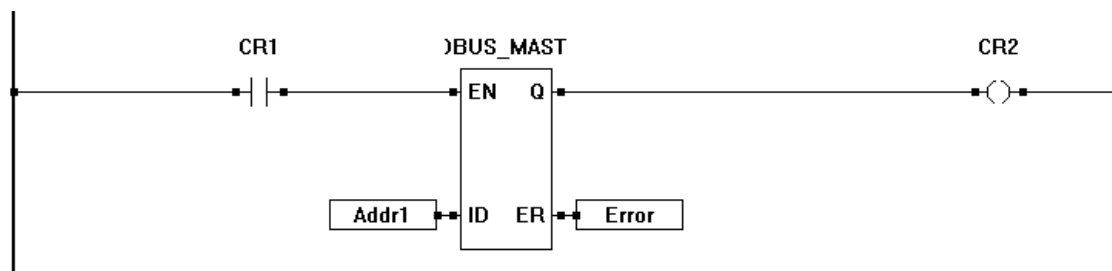 CR1
)BUS_MAST
CR2
EN Q
Addr1 ID ER Error